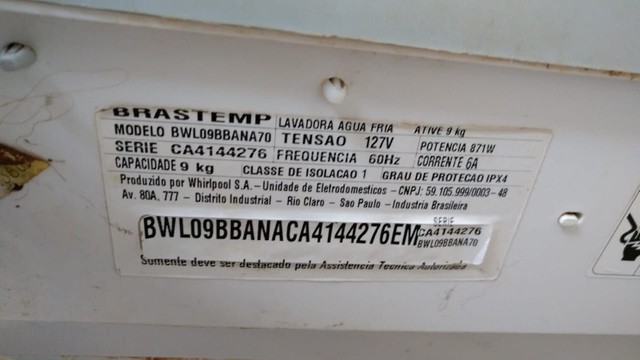 BRASTEMP LAVADORA AGUA FRIA ATIVE 9 kg
MODELO BWL09BBANA70 TENSAO 127V POTENCIA 871W
SERIE CA4144276 FREQUENCIA 60Hz CORRENTE 6A
CAPACIDADE 9 kg CLASSE DE ISOLACAO 1 GRAU DE PROTECAO IPX4
Produzido por Whirlpool S.A. - Unidade de Eletrodomesticos - CNPJ: 59.105.999/0003-48
Av. 80A, 777 - Distrito Industrial - Rio Claro - Sao Paulo - Industria Brasileira
BWL09BBANACA4144276EM
SERIE
CA4144276
BWL09BBANA70
Somente deve ser destacado pela Assistencia Tecnica Autorizada